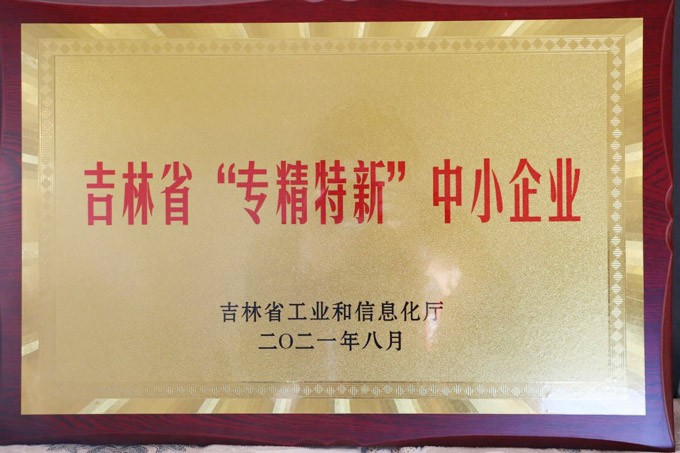 吉林省“专精特新”中小企业
吉林省工业和信息化厅
二〇二一年八月